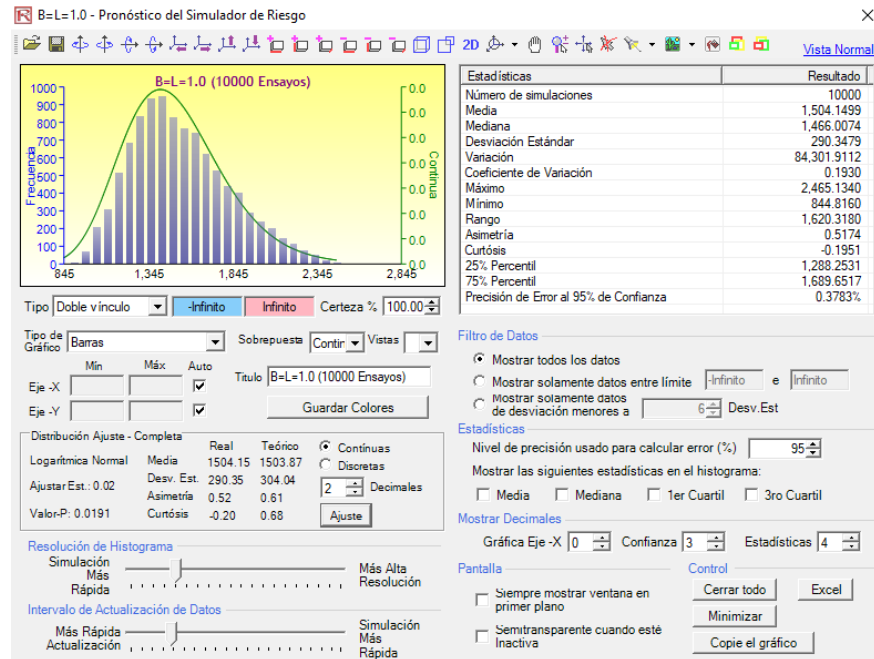 B=L=1.0 - Pronóstico del Simulador de Riesgo
2D
Vista Normal
B=L=1.0 (10000 Ensayos)
Frecuencia
1000
900
800
700
600
500
400
300
200
100
0
845 1,345 1,845 2,345 2,845
0.0
0.0
0.0
0.0
0.0
Continua
Estadísticas Resultado
Número de simulaciones 10000
Media 1,504.1499
Mediana 1,466.0074
Desviación Estándar 290.3479
Variación 84,301.9112
Coeficiente de Variación 0.1930
Máximo 2,465.1340
Mínimo 844.8160
Rango 1,620.3180
Asimetría 0.5174
Curtósis -0.1951
25% Percentil 1,288.2531
75% Percentil 1,689.6517
Precisión de Error al 95% de Confianza 0.3783%
Tipo Doble vínculo -Infinito Infinito Certeza % 100.00
Tipo de Gráfico Barras Sobrepuesta Contin Vistas
Min Máx Auto
Eje -X
Eje -Y
Titulo B=L=1.0 (10000 Ensayos)
Guardar Colores
Distribución Ajuste - Completa
Real Teórico
Logarítmica Normal Media 1504.15 1503.87
Desv. Est. 290.35 304.04
Ajustar Est.: 0.02
Asimetría 0.52 0.61
Valor-P: 0.0191 Curtósis -0.20 0.68
Contínuas
Discretas
2 Decimales
Ajuste
Resolución de Histograma
Simulación Más Rápida
Más Alta Resolución
Intervalo de Actualización de Datos
Más Rápida Actualización
Simulación Más Rápida
Filtro de Datos
Mostrar todos los datos
Mostrar solamente datos entre límite -Infinito e Infinito
Mostrar solamente datos
de desviación menores a 6 Desv.Est
Estadísticas
Nivel de precisión usado para calcular error (%) 95
Mostrar las siguientes estadísticas en el histograma:
Media Mediana 1er Cuartil 3ro Cuartil
Mostrar Decimales
Gráfica Eje -X 0 Confianza 3 Estadísticas 4
Pantalla
Siempre mostrar ventana en
primer plano
Semitransparente cuando esté
Inactiva
Control
Cerrar todo Excel
Minimizar
Copie el gráfico